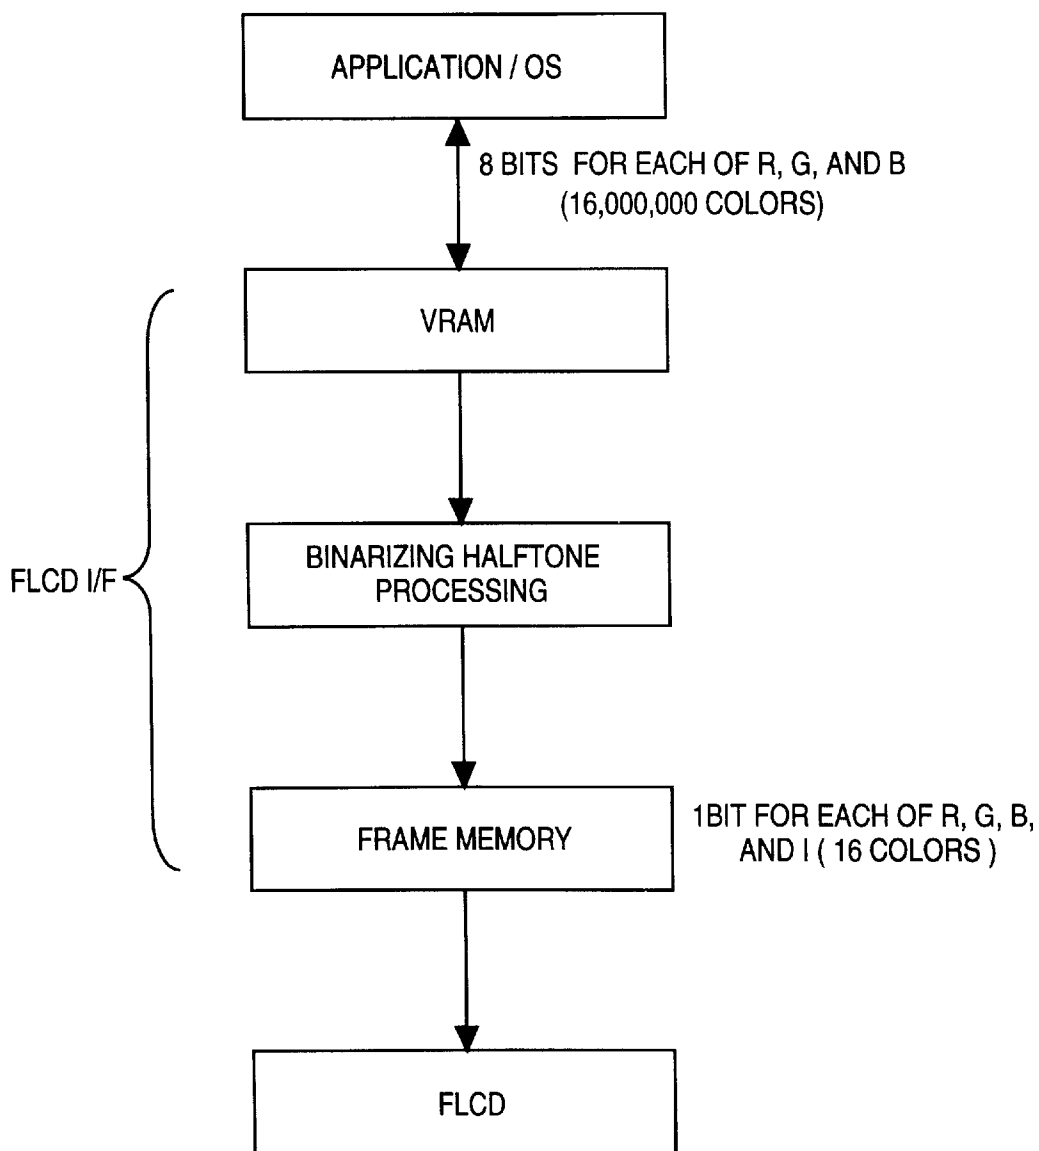 APPLICATION / OS
8 BITS FOR EACH OF R, G, AND B
(16,000,000 COLORS)
VRAM
BINARIZING HALFTONE
PROCESSING
FLCD I/F
FRAME MEMORY
1BIT FOR EACH OF R, G, B,
AND I ( 16 COLORS )
FLCD